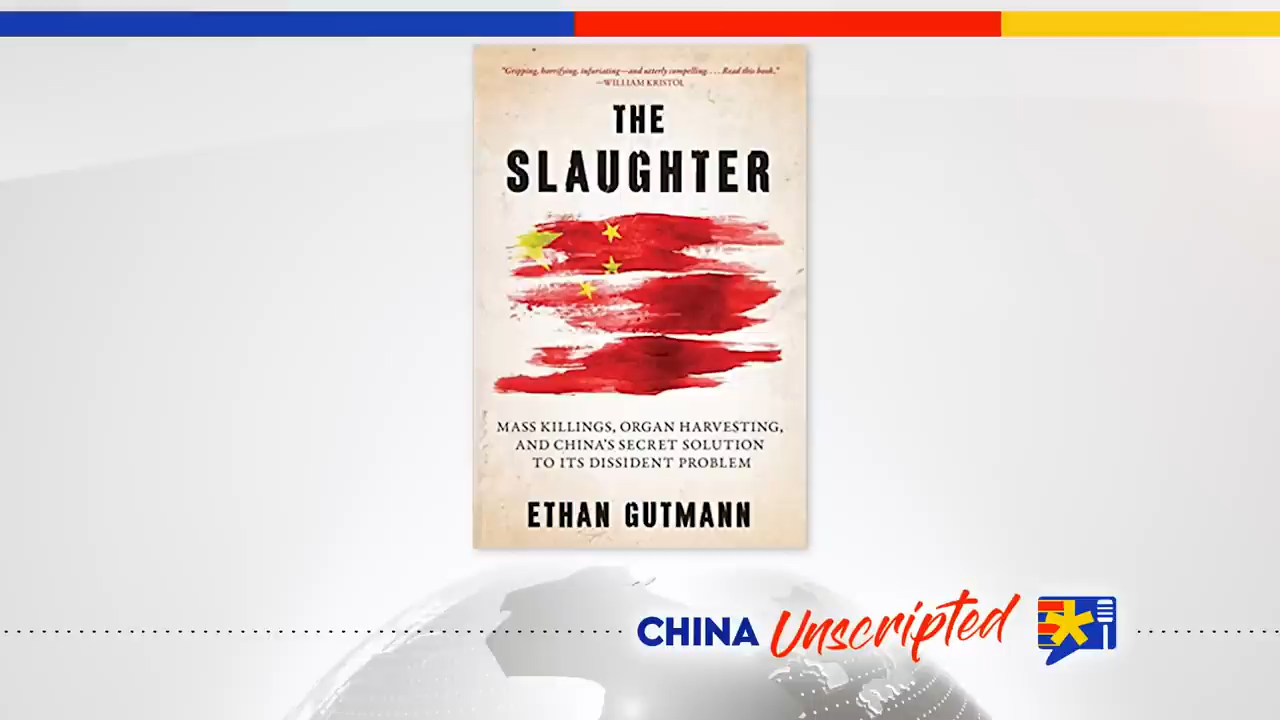 "Gripping, horrifying, infuriating—and utterly compelling. . . . Read this book."
—WILLIAM KRISTOL
THE
SLAUGHTER
MASS KILLINGS, ORGAN HARVESTING,
AND CHINA'S SECRET SOLUTION
TO ITS DISSIDENT PROBLEM
ETHAN GUTMANN
CHINA Unscripted